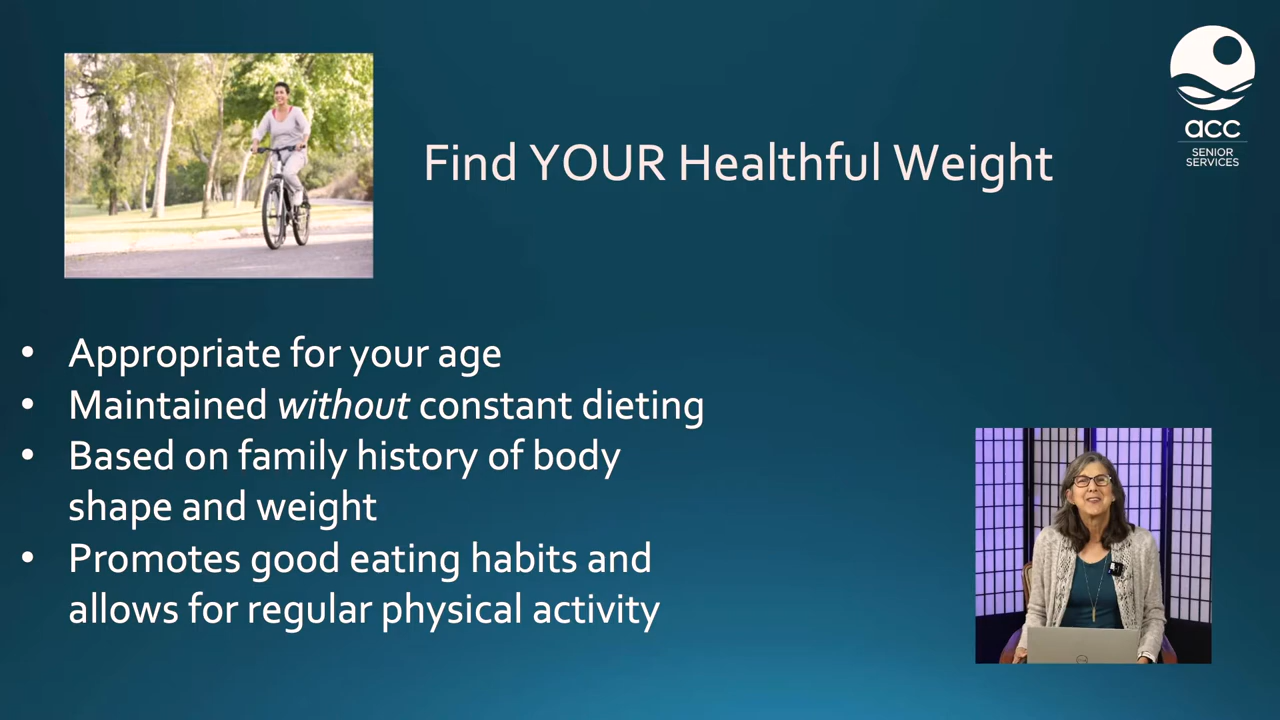 Find YOUR Healthful Weight
acc
SENIOR
SERVICES
• Appropriate for your age
• Maintained without constant dieting
• Based on family history of body
shape and weight
• Promotes good eating habits and
allows for regular physical activity